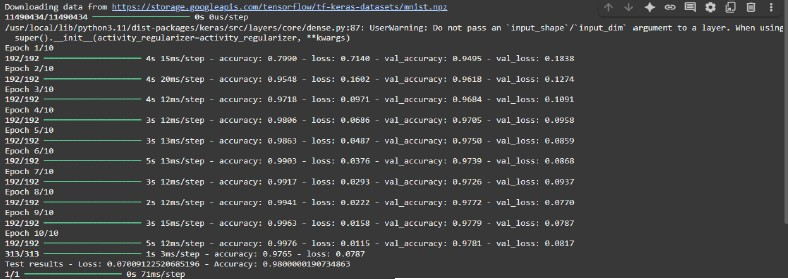 Downloading data from https://storage.googleapis.com/tensorflow/tf-keras-datasets/mnist.npz
11490434/11490434 ━━━━━━━━━━━━━━━━━━━━ 0s 0us/step
/usr/local/lib/python3.11/dist-packages/keras/src/layers/core/dense.py:87: UserWarning: Do not pass an `input_shape`/`input_dim` argument to a layer. When using
super().__init__(activity_regularizer=activity_regularizer, **kwargs)
Epoch 1/10
192/192 ━━━━━━━━━━━━━━━━━━━━ 4s 15ms/step - accuracy: 0.7990 - loss: 0.7140 - val_accuracy: 0.9495 - val_loss: 0.1838
Epoch 2/10
192/192 ━━━━━━━━━━━━━━━━━━━━ 4s 20ms/step - accuracy: 0.9548 - loss: 0.1602 - val_accuracy: 0.9618 - val_loss: 0.1274
Epoch 3/10
192/192 ━━━━━━━━━━━━━━━━━━━━ 4s 12ms/step - accuracy: 0.9718 - loss: 0.0971 - val_accuracy: 0.9684 - val_loss: 0.1091
Epoch 4/10
192/192 ━━━━━━━━━━━━━━━━━━━━ 3s 12ms/step - accuracy: 0.9806 - loss: 0.0686 - val_accuracy: 0.9705 - val_loss: 0.0958
Epoch 5/10
192/192 ━━━━━━━━━━━━━━━━━━━━ 3s 13ms/step - accuracy: 0.9863 - loss: 0.0487 - val_accuracy: 0.9750 - val_loss: 0.0859
Epoch 6/10
192/192 ━━━━━━━━━━━━━━━━━━━━ 5s 13ms/step - accuracy: 0.9903 - loss: 0.0376 - val_accuracy: 0.9739 - val_loss: 0.0868
Epoch 7/10
192/192 ━━━━━━━━━━━━━━━━━━━━ 3s 12ms/step - accuracy: 0.9917 - loss: 0.0293 - val_accuracy: 0.9726 - val_loss: 0.0937
Epoch 8/10
192/192 ━━━━━━━━━━━━━━━━━━━━ 2s 12ms/step - accuracy: 0.9941 - loss: 0.0222 - val_accuracy: 0.9772 - val_loss: 0.0770
Epoch 9/10
192/192 ━━━━━━━━━━━━━━━━━━━━ 3s 15ms/step - accuracy: 0.9963 - loss: 0.0158 - val_accuracy: 0.9779 - val_loss: 0.0787
Epoch 10/10
192/192 ━━━━━━━━━━━━━━━━━━━━ 5s 12ms/step - accuracy: 0.9976 - loss: 0.0115 - val_accuracy: 0.9781 - val_loss: 0.0817
313/313 ━━━━━━━━━━━━━━━━━━━━ 1s 3ms/step - accuracy: 0.9765 - loss: 0.0787
Test results - Loss: 0.07009122520685196 - Accuracy: 0.9800000190734863
1/1 ━━━━━━━━━━━━━━━━━━━━ 0s 71ms/step